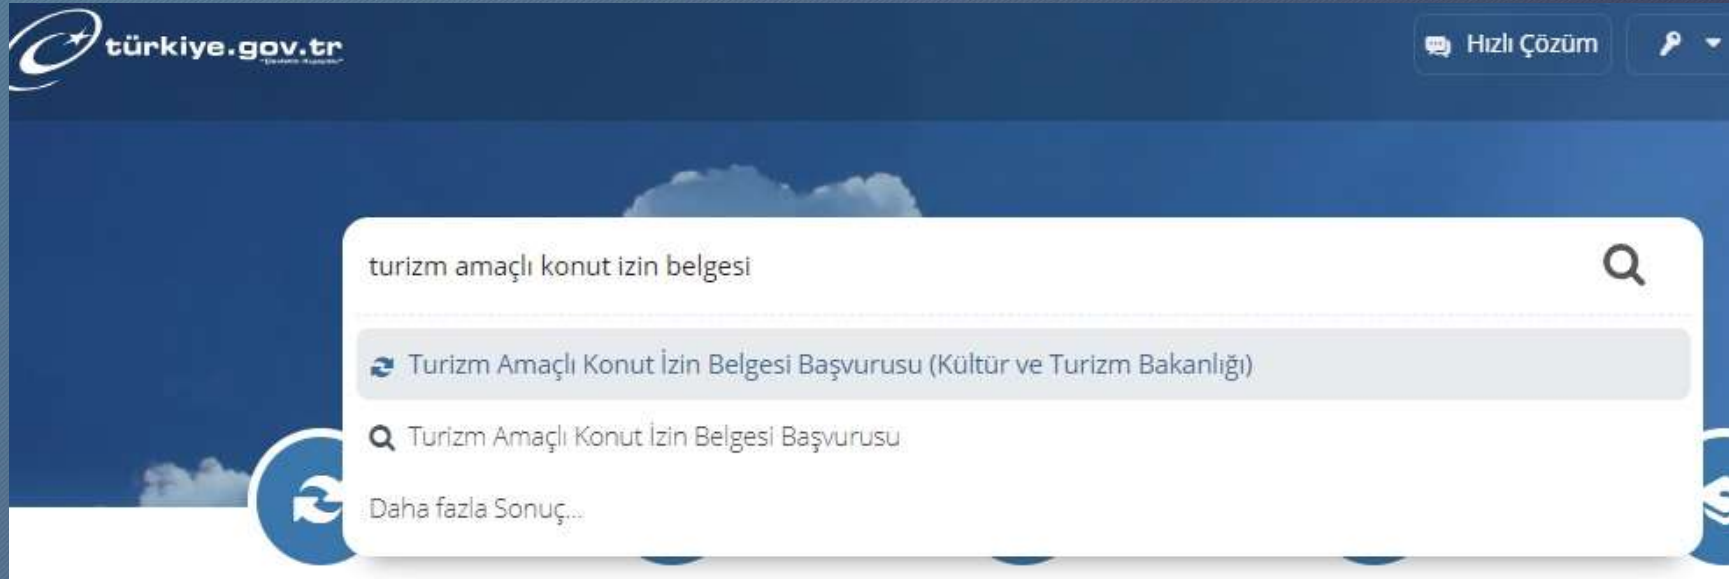 türkiye.gov.tr
Hızlı Çözüm
turizm amaçlı konut izin belgesi
Turizm Amaçlı Konut İzin Belgesi Başvurusu (Kültür ve Turizm Bakanlığı)
Turizm Amaçlı Konut İzin Belgesi Başvurusu
Daha fazla Sonuç...